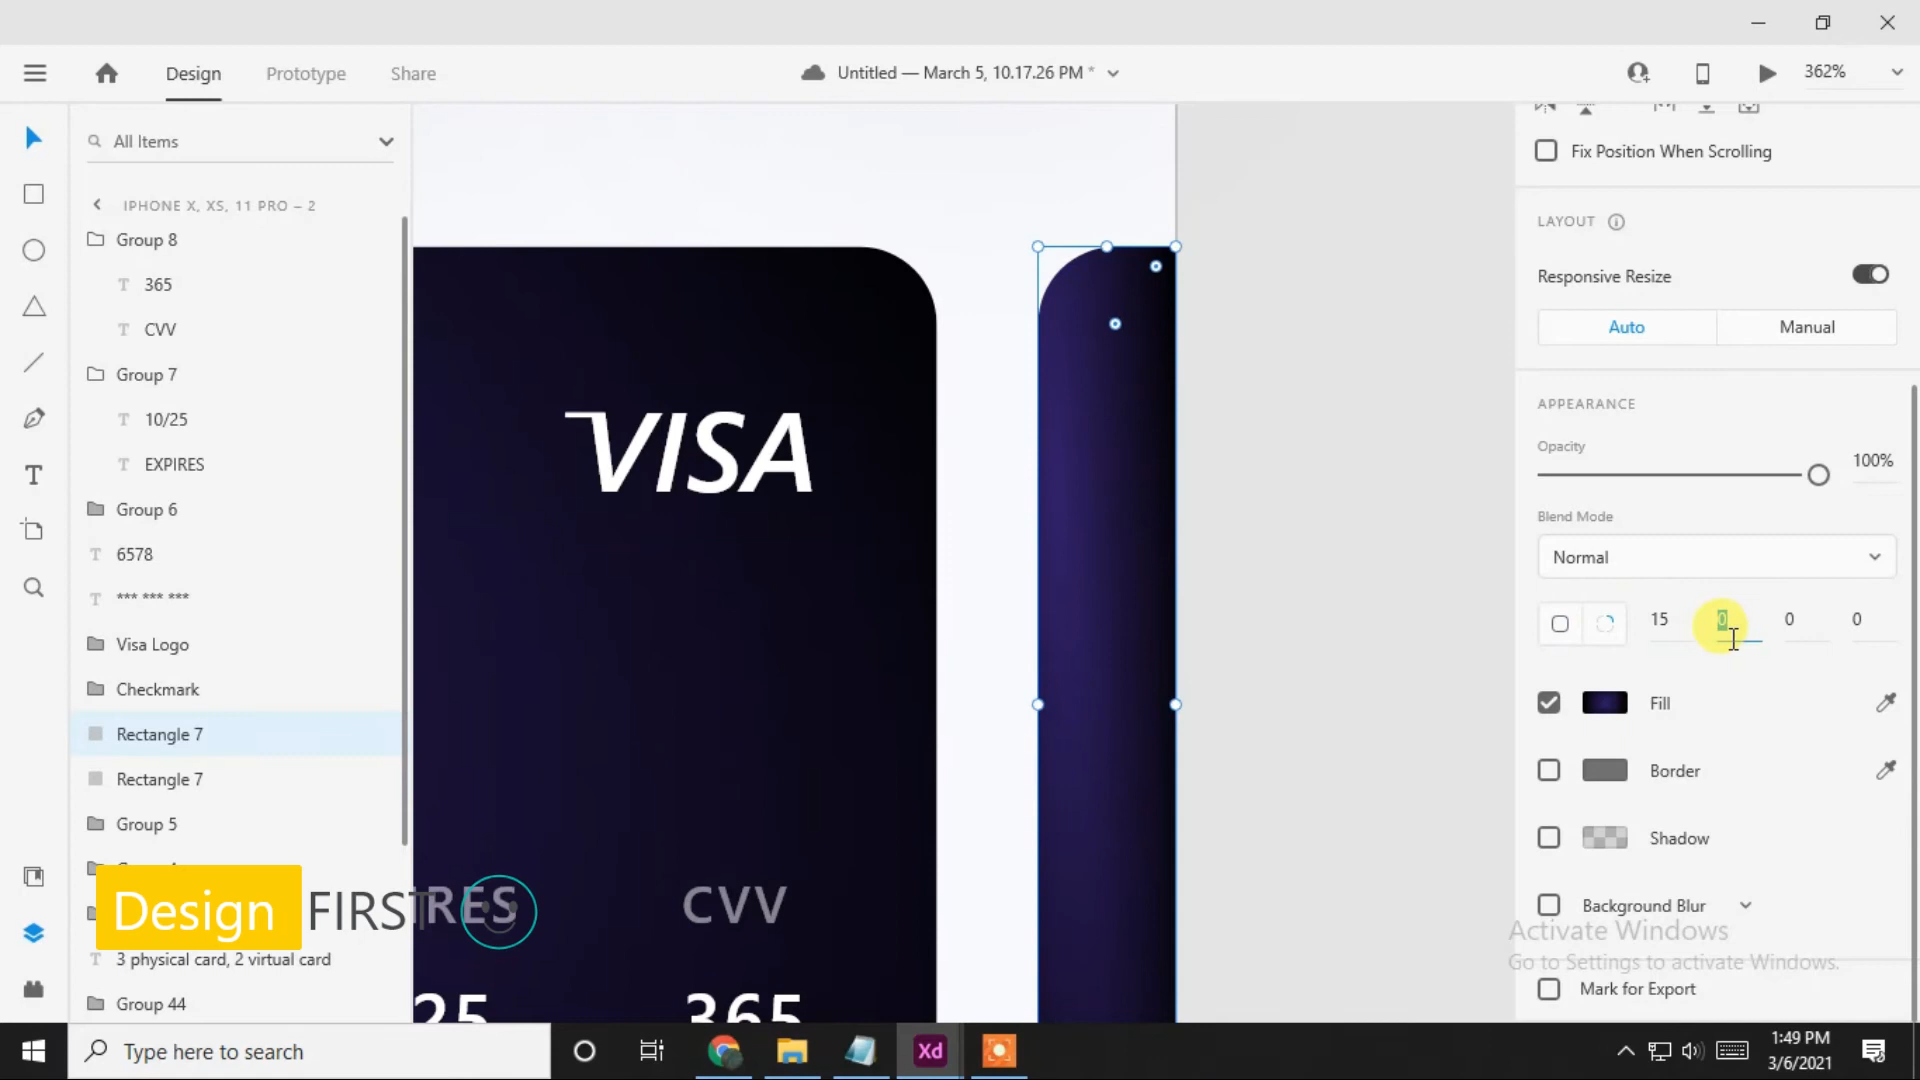 Design
Prototype
Share
Untitled — March 5, 10.17.26 PM *
362%
All Items
IPHONE X, XS, 11 PRO – 2
Group 8
T 365
T CVV
Group 7
T 10/25
T EXPIRES
Group 6
T 6578
T *** *** ***
Visa Logo
Checkmark
Rectangle 7
Rectangle 7
Group 5
T 3 physical card, 2 virtual card
Group 44
VISA
RES
CVV
25
365
Design FIRST
Fix Position When Scrolling
LAYOUT
Responsive Resize
Auto
Manual
APPEARANCE
Opacity
100%
Blend Mode
Normal
15 0 0 0
Fill
Border
Shadow
Background Blur
Activate Windows
Go to Settings to activate Windows.
Mark for Export
Type here to search
Xd
1:49 PM
3/6/2021